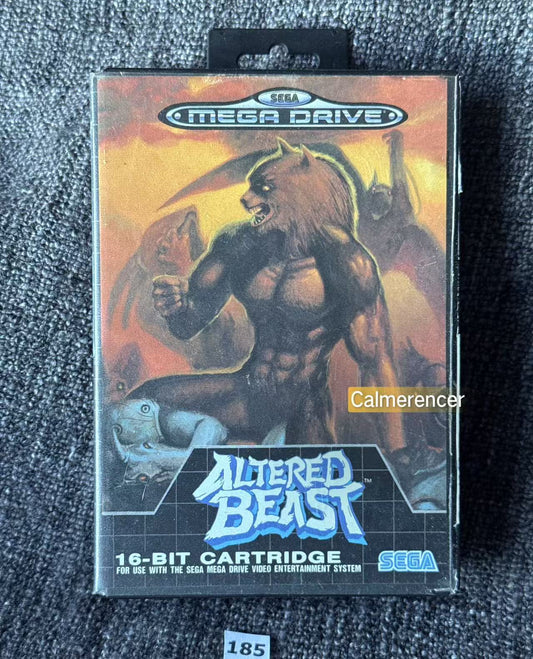 SEGA
MEGA DRIVE
Calmerencer
ALTERED
BEAST™
16-BIT CARTRIDGE
FOR USE WITH THE SEGA MEGA DRIVE VIDEO ENTERTAINMENT SYSTEM
SEGA
185